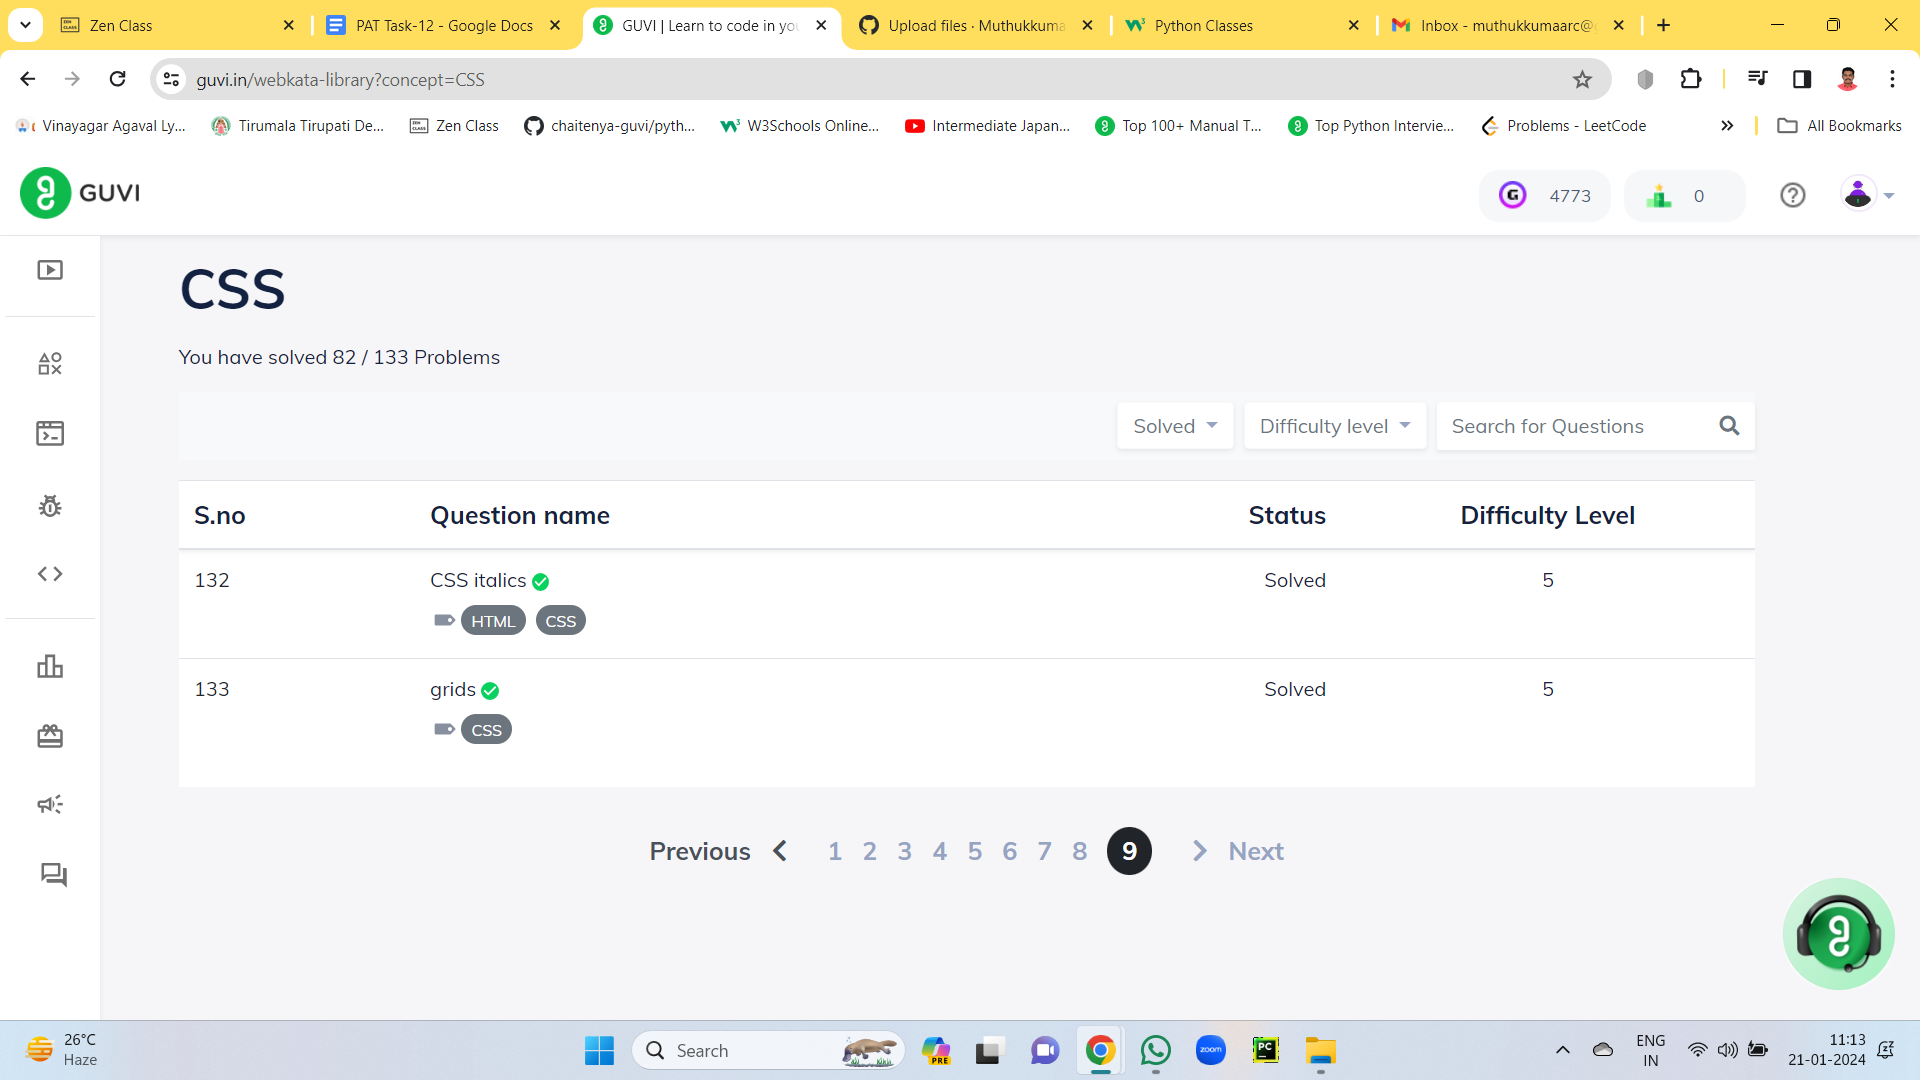 Zen Class
PAT Task-12 - Google Docs
GUVI | Learn to code in you
Upload files · Muthukkuma
Python Classes
Inbox - muthukkumaarc@g
guvi.in/webkata-library?concept=CSS
Vinayagar Agaval Ly...
Tirumala Tirupati De...
Zen Class
chaitenya-guvi/pyth...
W3Schools Online...
Intermediate Japan...
Top 100+ Manual T...
Top Python Intervie...
Problems - LeetCode
All Bookmarks
GUVI
4773
0
CSS
You have solved 82 / 133 Problems
Solved
Difficulty level
Search for Questions
S.no Question name Status Difficulty Level
132 CSS italics Solved 5
HTML CSS
133 grids Solved 5
CSS
Previous 1 2 3 4 5 6 7 8 9 Next
26°C
Haze
Search
PRE
zoom
PC
ENG
IN
11:13
21-01-2024